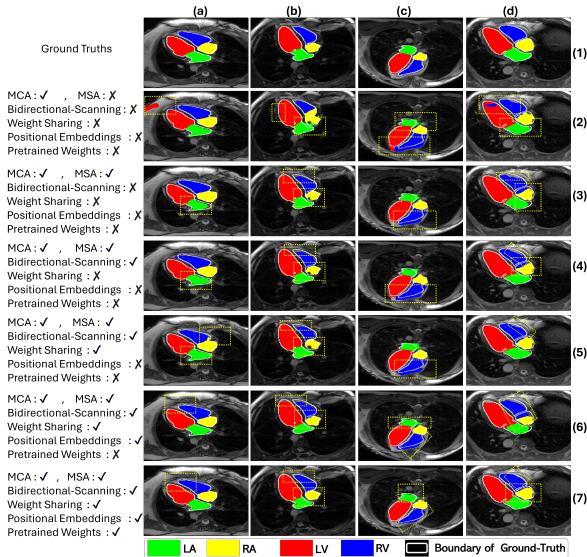 (a) (b) (c) (d)
Ground Truths
(1)
MCA : ✓ , MSA : ✗
Bidirectional-Scanning : ✗
Weight Sharing : ✗
Positional Embeddings : ✗
Pretrained Weights : ✗
(2)
MCA : ✓ , MSA : ✓
Bidirectional-Scanning : ✗
Weight Sharing : ✗
Positional Embeddings : ✗
Pretrained Weights : ✗
(3)
MCA : ✓ , MSA : ✓
Bidirectional-Scanning : ✓
Weight Sharing : ✗
Positional Embeddings : ✗
Pretrained Weights : ✗
(4)
MCA : ✓ , MSA : ✓
Bidirectional-Scanning : ✓
Weight Sharing : ✓
Positional Embeddings : ✗
Pretrained Weights : ✗
(5)
MCA : ✓ , MSA : ✓
Bidirectional-Scanning : ✓
Weight Sharing : ✓
Positional Embeddings : ✓
Pretrained Weights : ✗
(6)
MCA : ✓ , MSA : ✓
Bidirectional-Scanning : ✓
Weight Sharing : ✓
Positional Embeddings : ✓
Pretrained Weights : ✓
(7)
LA RA LV RV Boundary of Ground-Truth